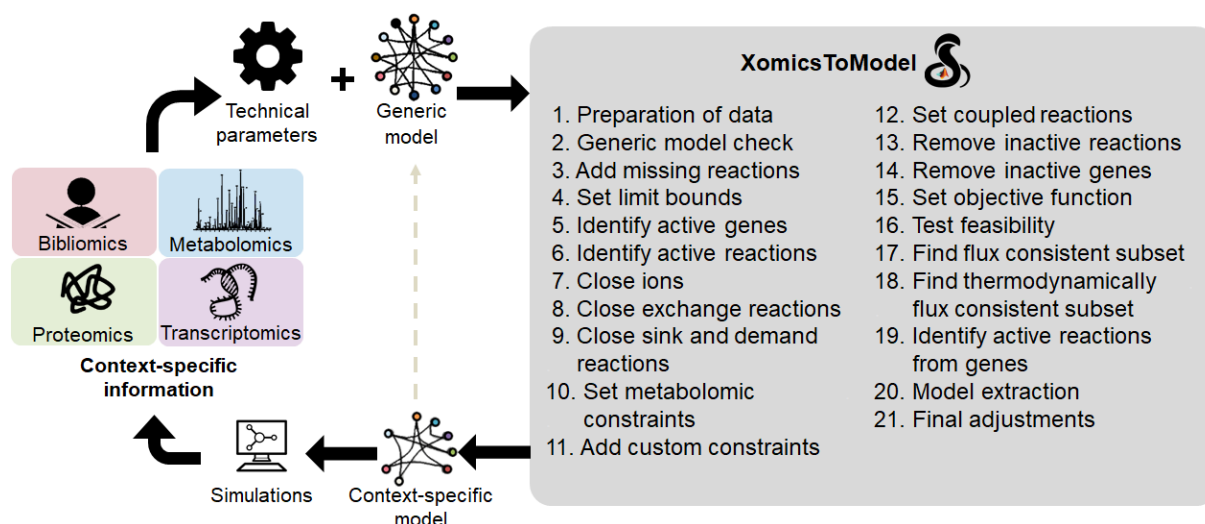 Technical
parameters
+
Generic
model
Bibliomics
Metabolomics
Proteomics
Transcriptomics
Context-specific
information
Simulations
Context-specific
model
XomicsToModel
1. Preparation of data
2. Generic model check
3. Add missing reactions
4. Set limit bounds
5. Identify active genes
6. Identify active reactions
7. Close ions
8. Close exchange reactions
9. Close sink and demand
reactions
10. Set metabolomic
constraints
11. Add custom constraints
12. Set coupled reactions
13. Remove inactive reactions
14. Remove inactive genes
15. Set objective function
16. Test feasibility
17. Find flux consistent subset
18. Find thermodynamically
flux consistent subset
19. Identify active reactions
from genes
20. Model extraction
21. Final adjustments